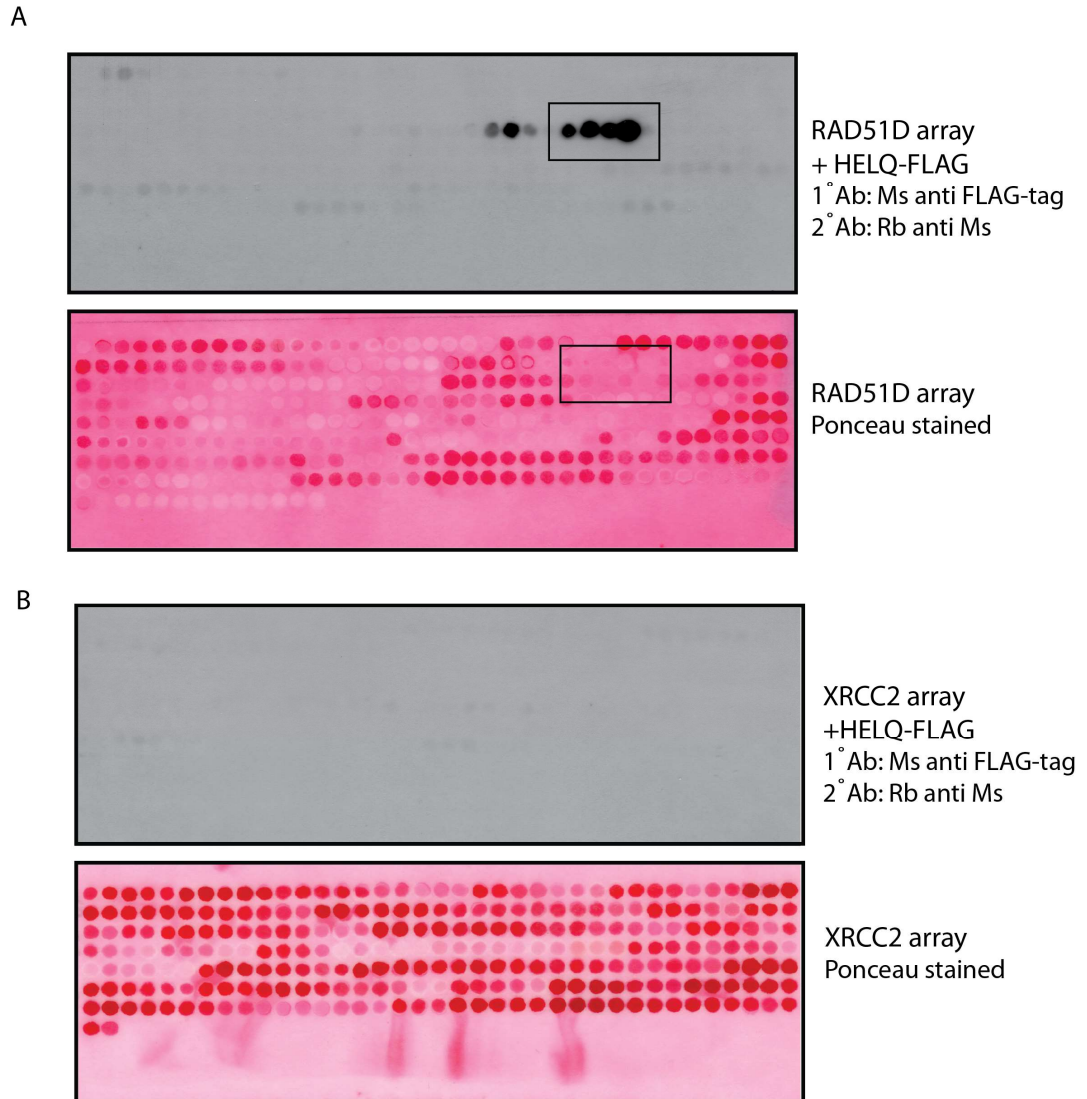 A
RAD51D array
+ HELQ-FLAG
1˚Ab: Ms anti FLAG-tag
2˚Ab: Rb anti Ms
RAD51D array
Ponceau stained
B
XRCC2 array
+HELQ-FLAG
1˚Ab: Ms anti FLAG-tag
2˚Ab: Rb anti Ms
XRCC2 array
Ponceau stained